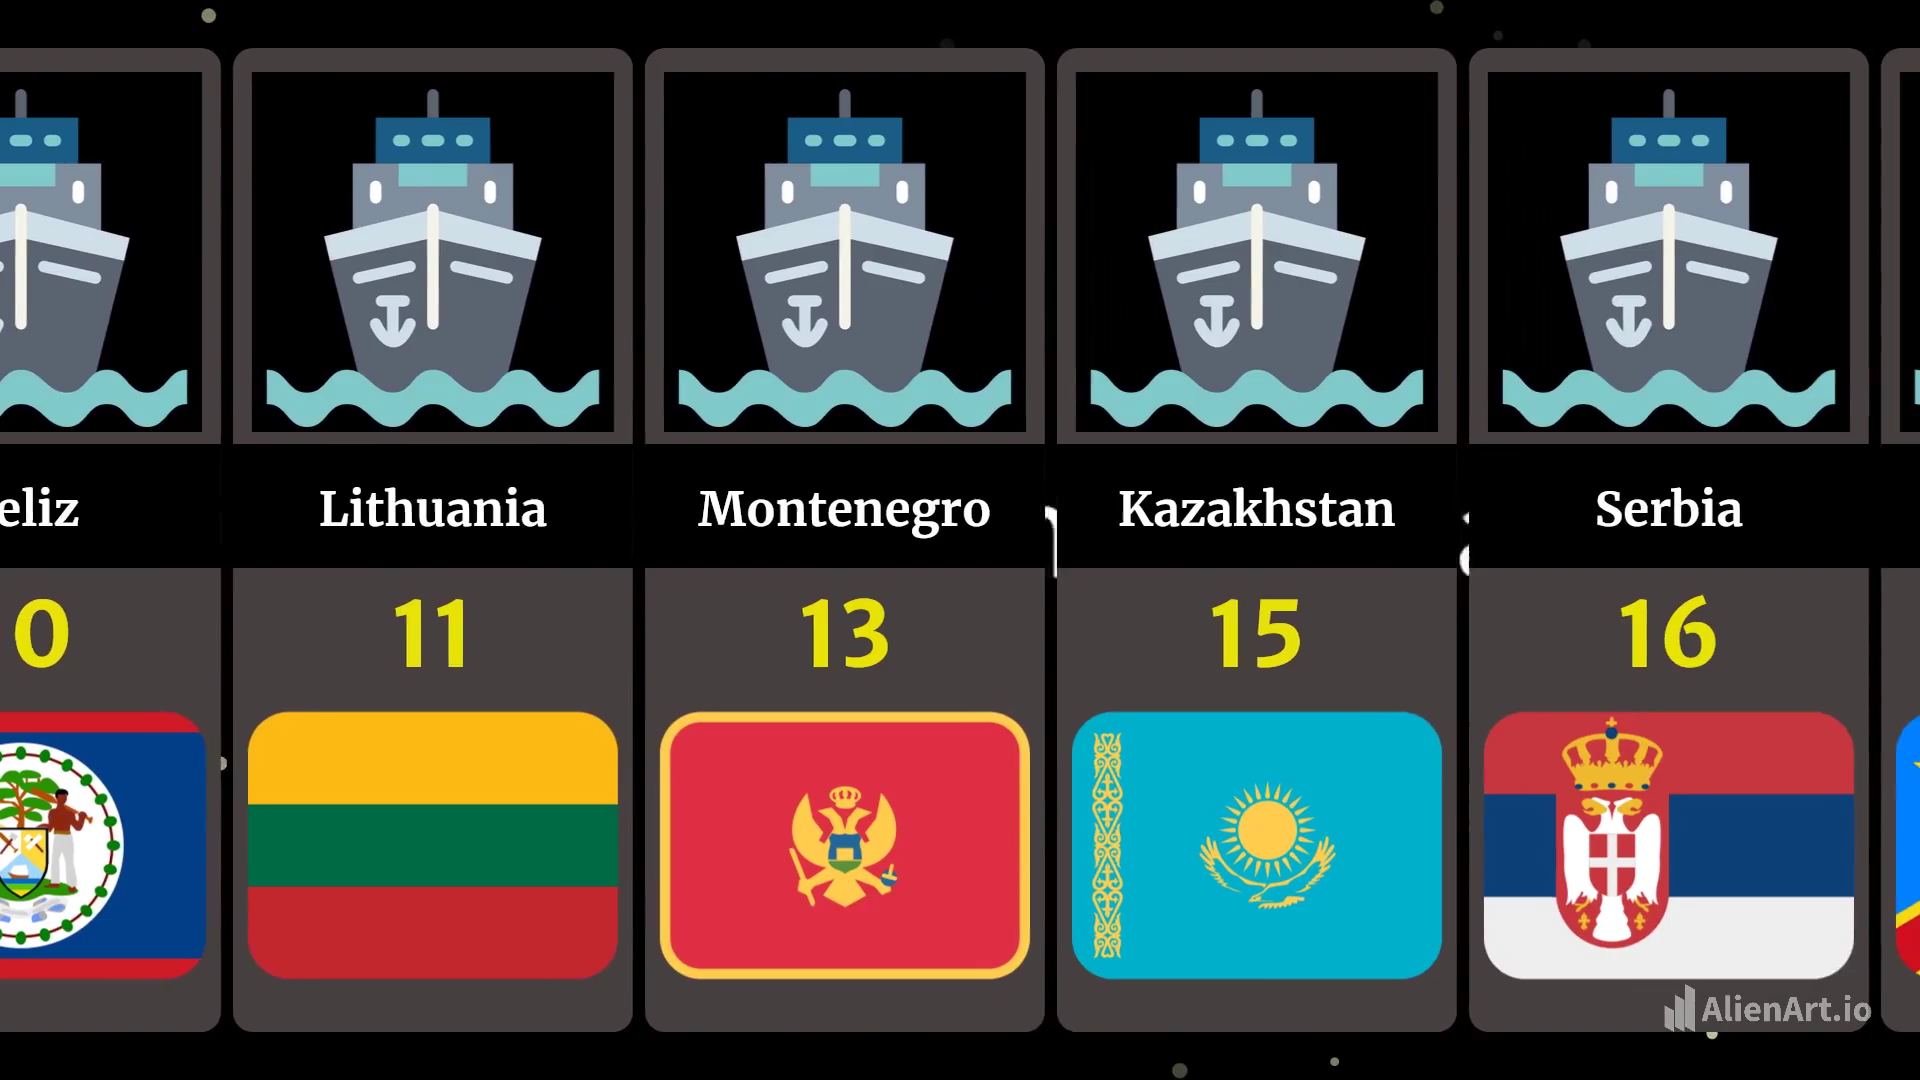 eliz
Lithuania
Montenegro
Kazakhstan
Serbia
0
11
13
15
16
AlienArt.io